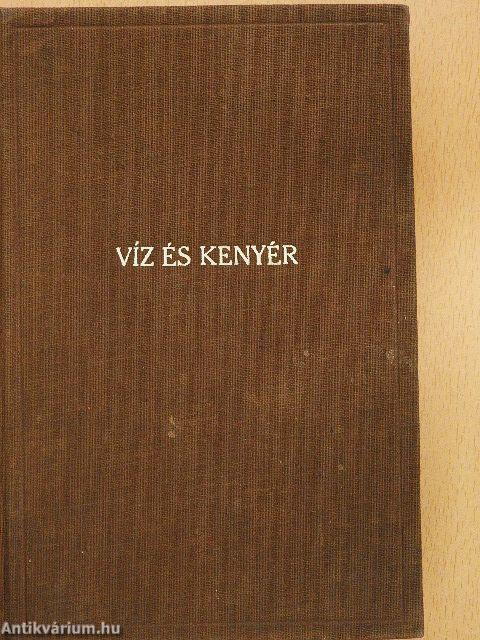 VÍZ ÉS KENYÉR
Antikvárium.hu